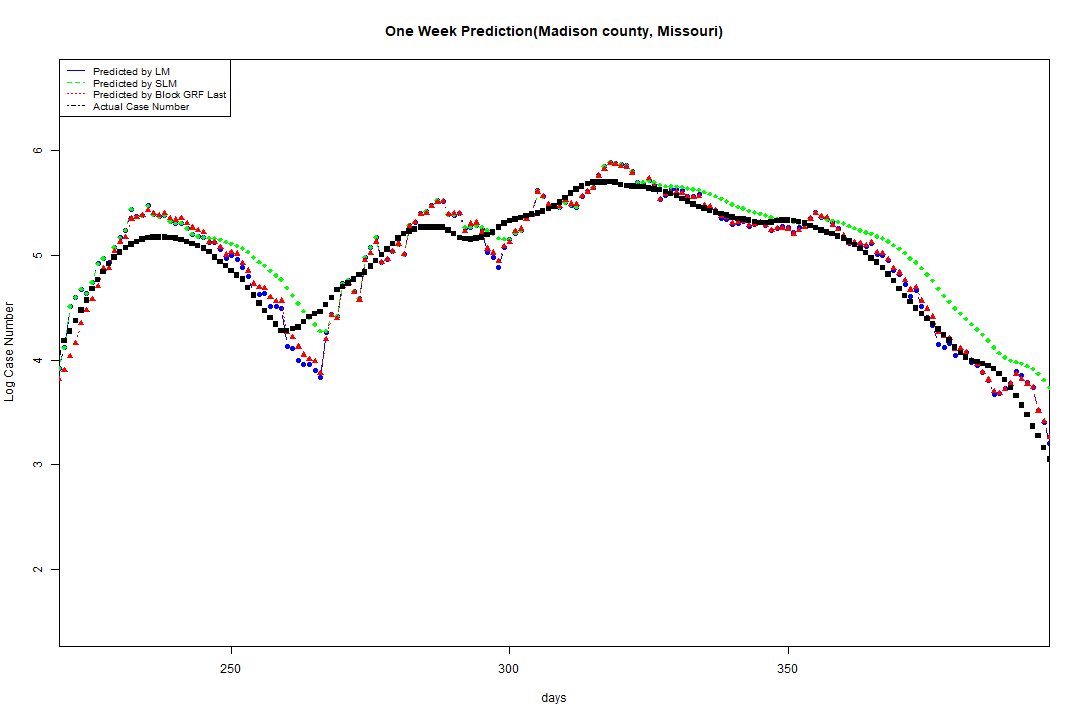 One Week Prediction(Madison county, Missouri)
Predicted by LM
Predicted by SLM
Predicted by Block GRF Last
Actual Case Number
6
5
4
3
2
Log Case Number
250
300
350
days